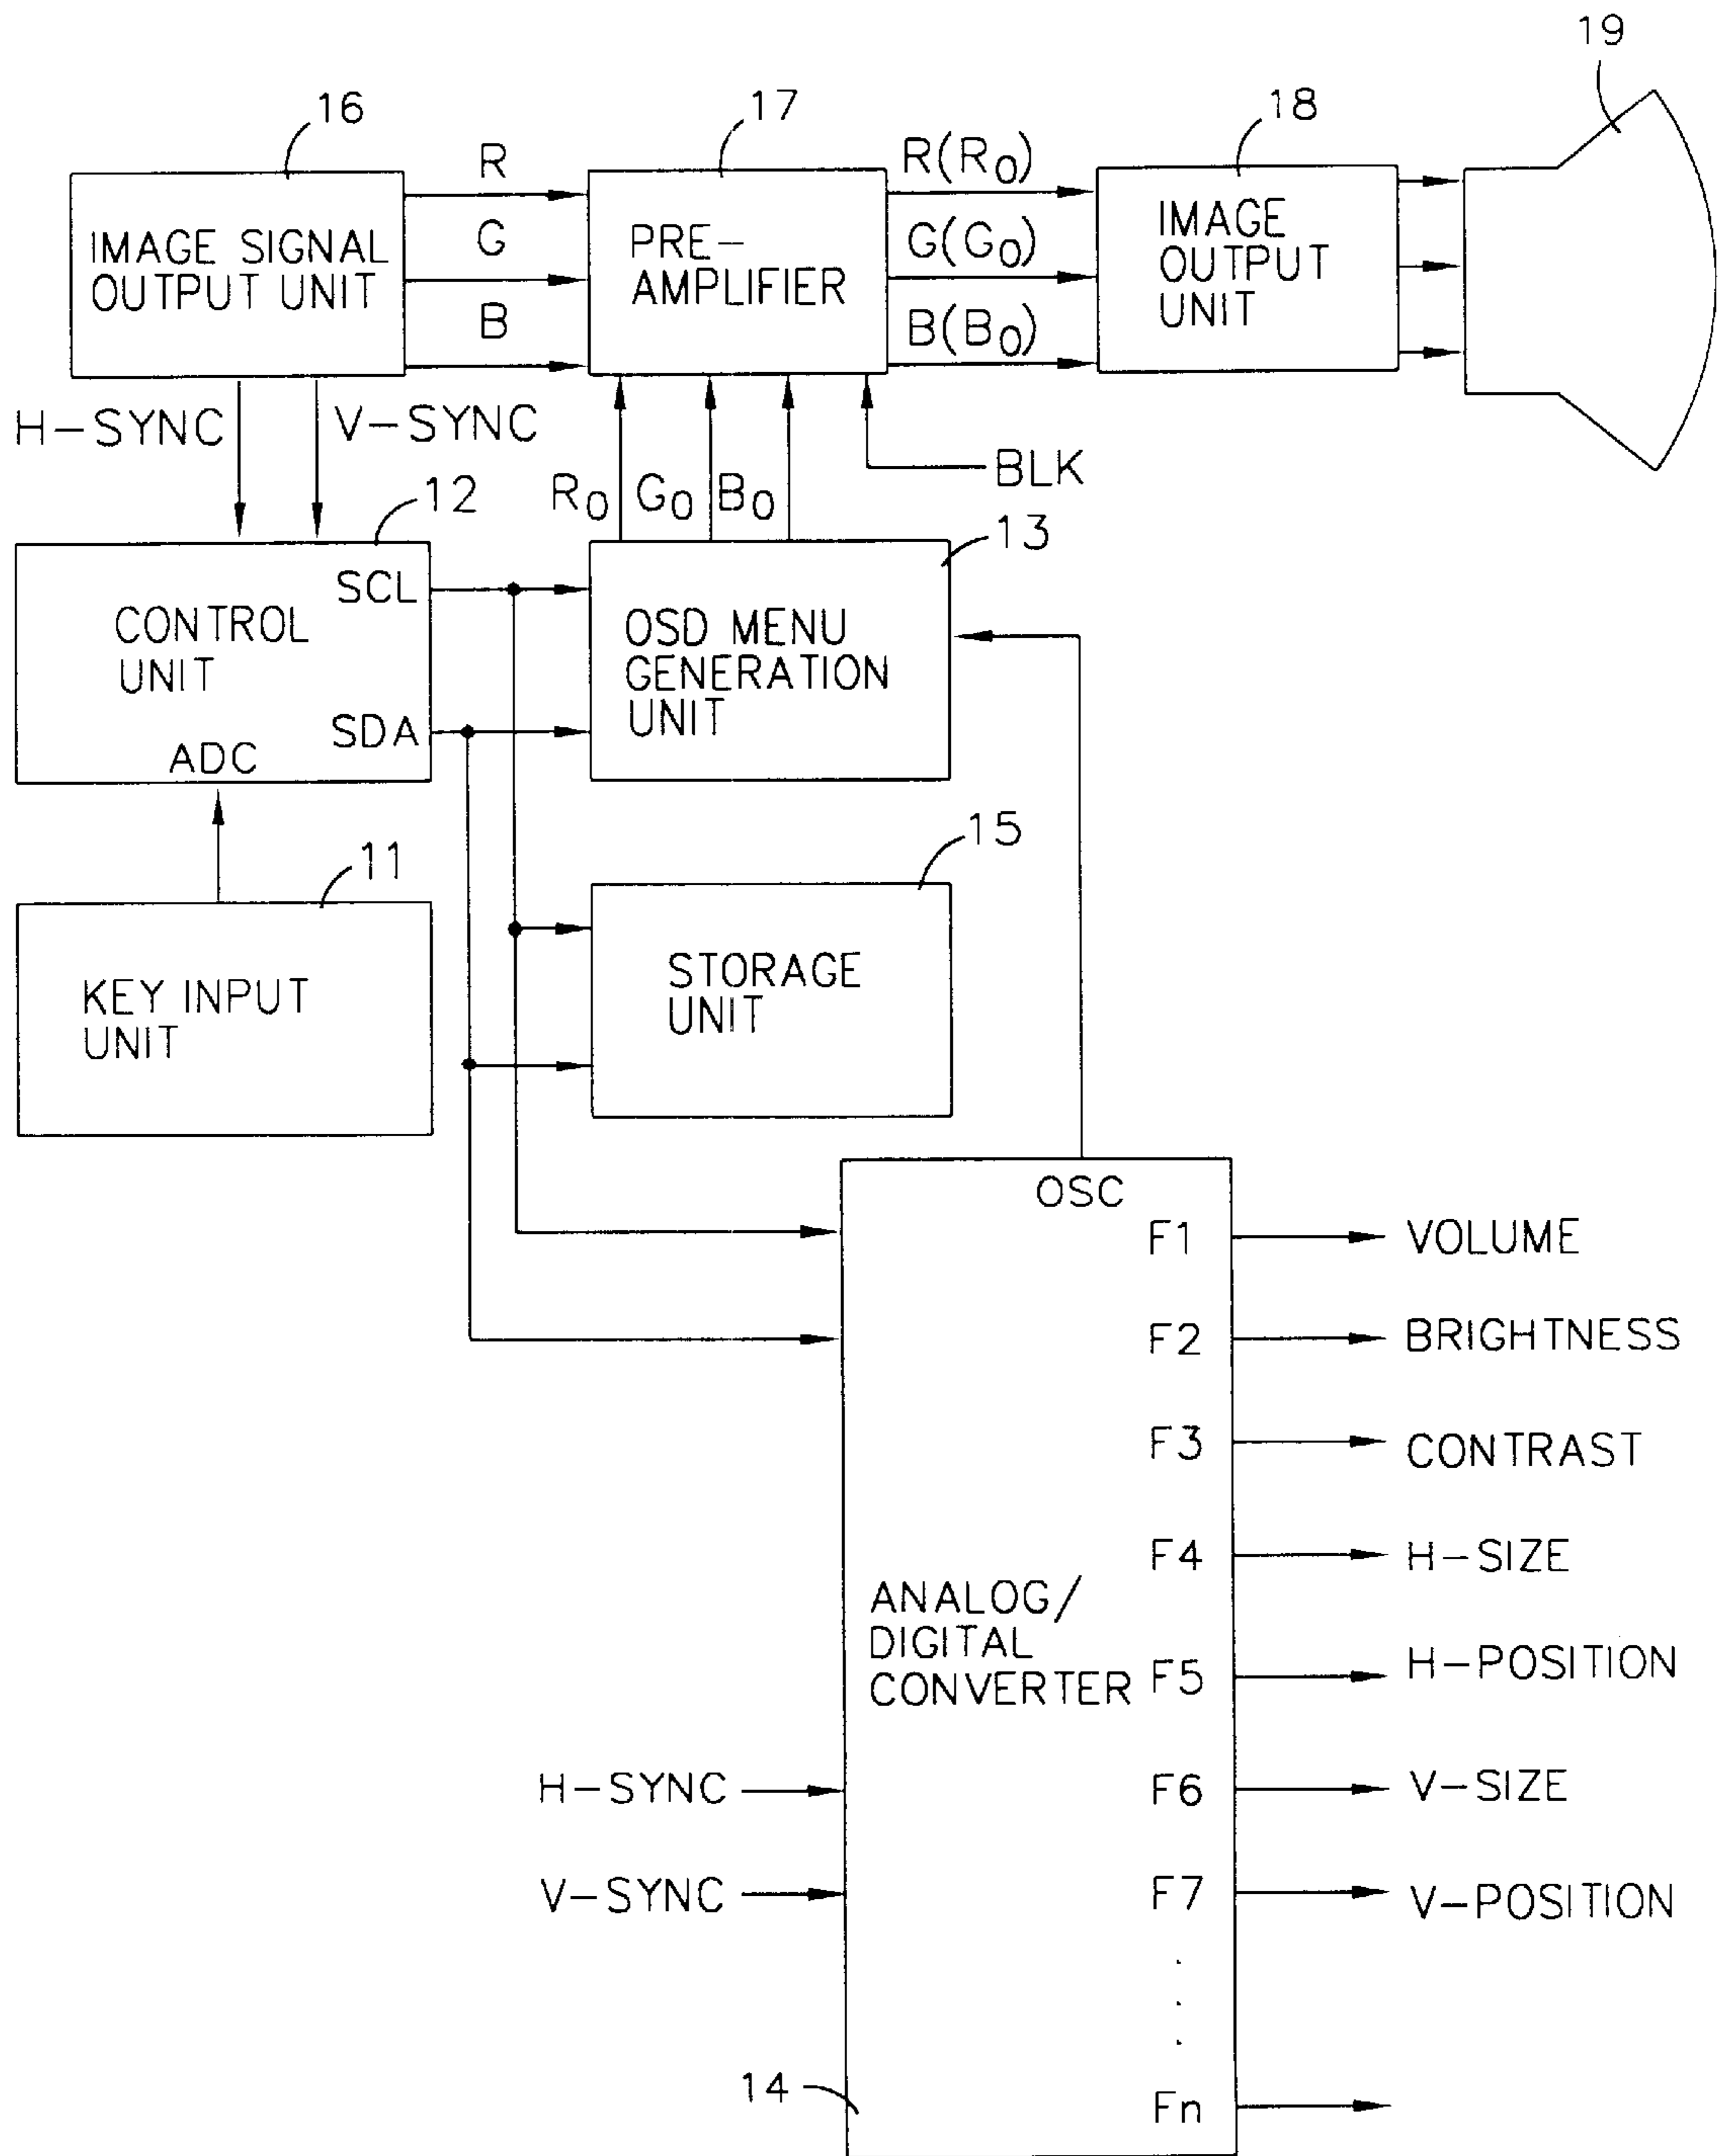 19
16
17
18
R
R(R0)
IMAGE SIGNAL
OUTPUT UNIT
G
PRE-
AMPLIFIER
G(G0)
IMAGE
OUTPUT
UNIT
B
B(B0)
H-SYNC
V-SYNC
BLK
12
R0
G0
B0
13
SCL
CONTROL
UNIT
OSD MENU
GENERATION
UNIT
SDA
ADC
11
15
KEY INPUT
UNIT
STORAGE
UNIT
OSC
F1
VOLUME
F2
BRIGHTNESS
F3
CONTRAST
F4
H-SIZE
ANALOG/
DIGITAL
CONVERTER
F5
H-POSITION
H-SYNC
F6
V-SIZE
V-SYNC
F7
V-POSITION
.
.
.
14
Fn